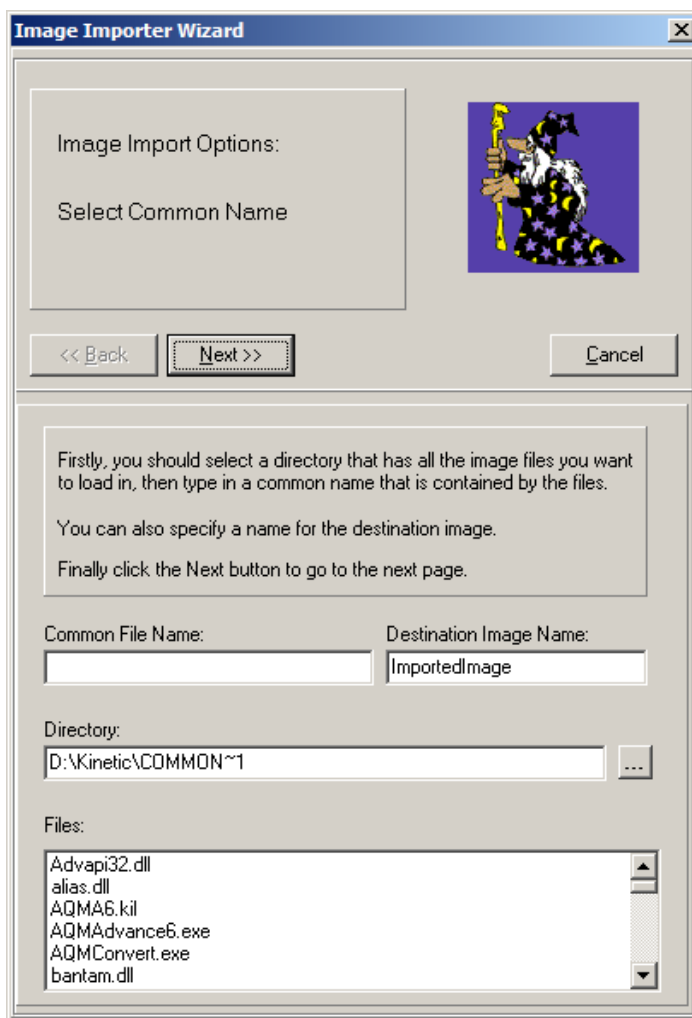 Image Importer Wizard
Image Import Options:
Select Common Name
<< Back
Next >>
Cancel
Firstly, you should select a directory that has all the image files you want
to load in, then type in a common name that is contained by the files.
You can also specify a name for the destination image.
Finally click the Next button to go to the next page.
Common File Name:
Destination Image Name:
ImportedImage
Directory:
D:\Kinetic\COMMON~1
...
Files:
Advapi32.dll
alias.dll
AQMA6.kil
AQMAdvance6.exe
AQMConvert.exe
bantam.dll